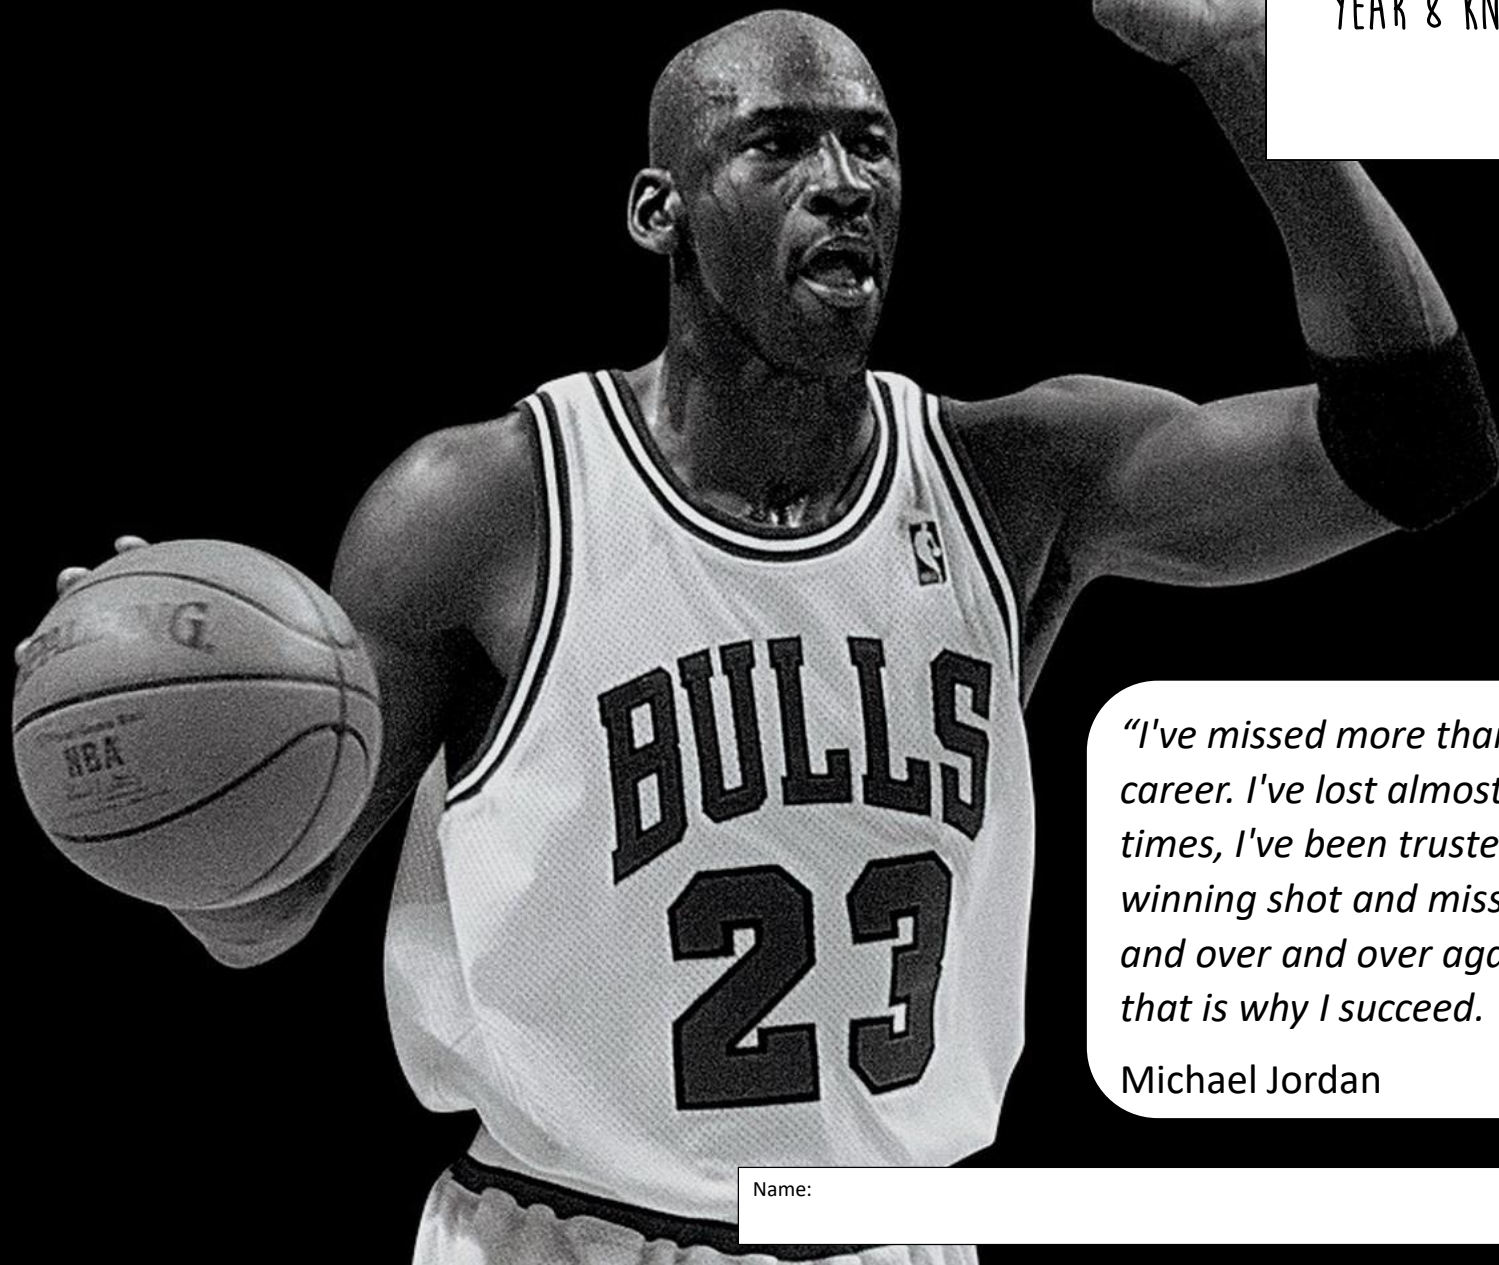 YEAR 8 KN
NBA
BULLS
23
“I've missed more than
career. I've lost almost
times, I've been truste
winning shot and miss
and over and over aga
that is why I succeed.
Michael Jordan
Name: